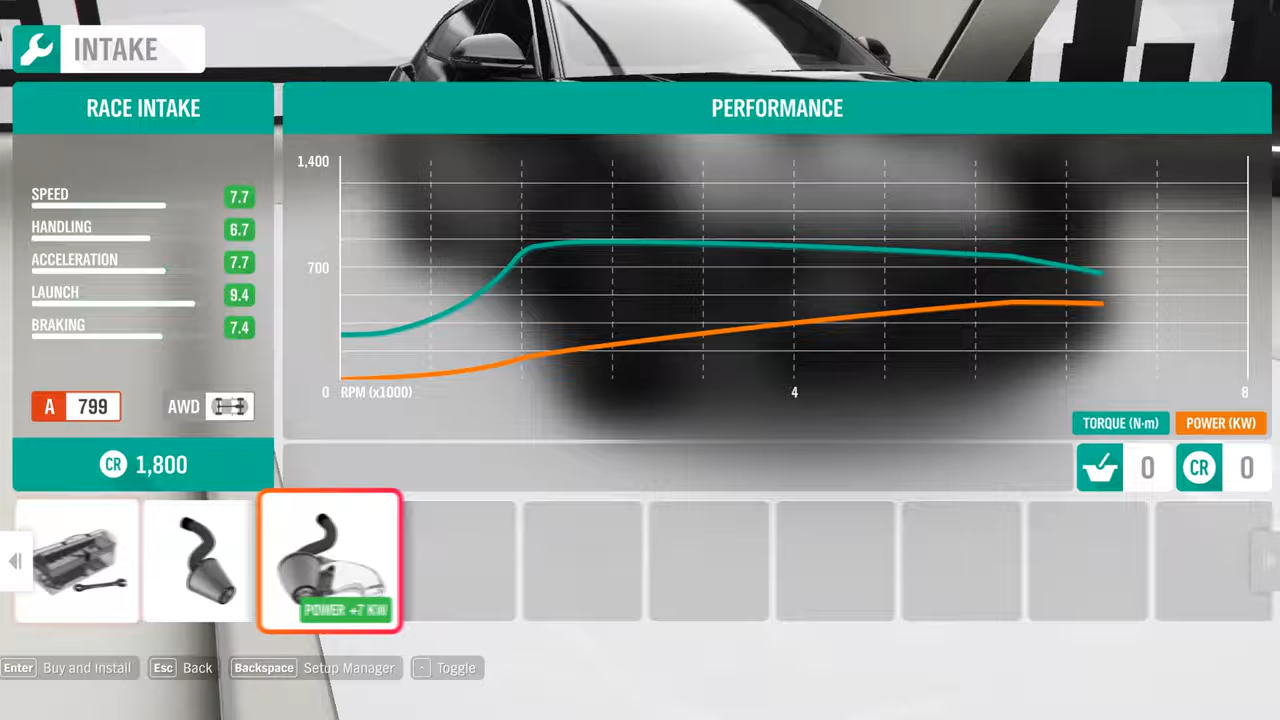 INTAKE
RACE INTAKE
SPEED 7.7
HANDLING 6.7
ACCELERATION 7.7
LAUNCH 9.4
BRAKING 7.4
A 799 AWD
CR 1,800
PERFORMANCE
1,400
700
0 RPM (x1000) 4 8
TORQUE (N·m) POWER (KW)
0 CR 0
POWER +7 KW
Enter Buy and Install Esc Back Backspace Setup Manager - Toggle